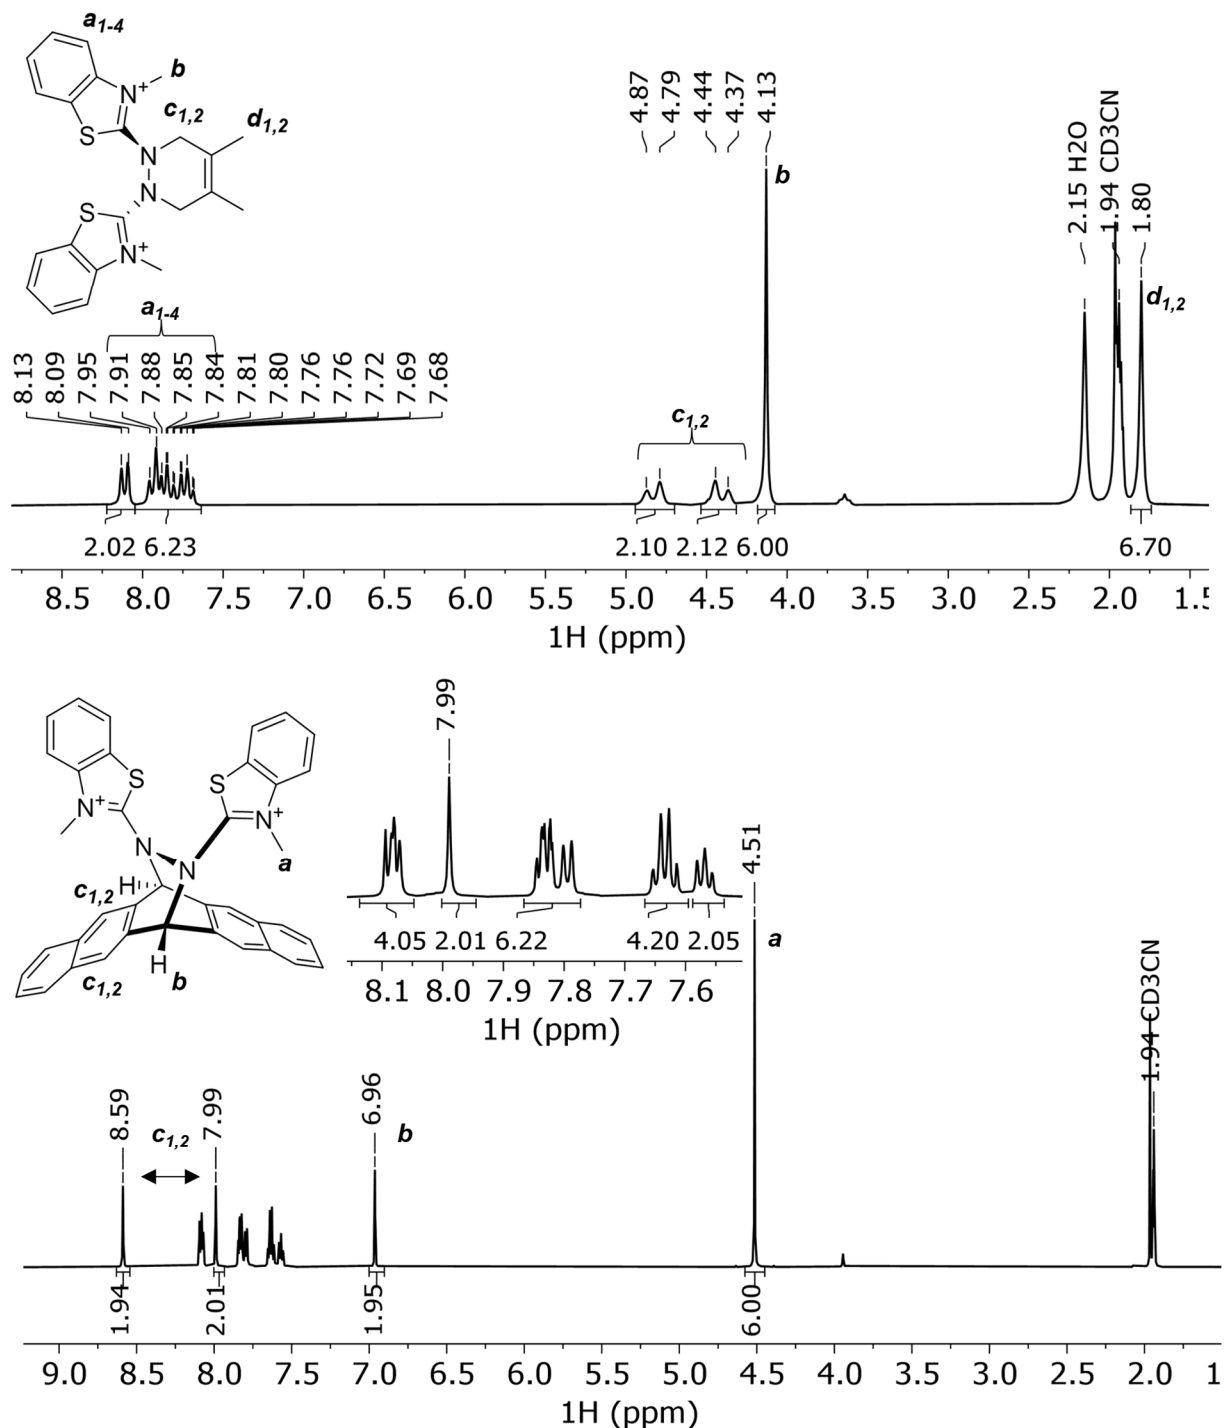 a1-4
N+
b
S
c1,2
d1,2
N
N
S
N+
4.87
4.79
4.44
4.37
4.13
b
2.15 H2O
1.94 CD3CN
1.80
d1,2
a1-4
8.13
8.09
7.95
7.91
7.88
7.85
7.84
7.81
7.80
7.76
7.76
7.72
7.69
7.68
c1,2
2.02 6.23
2.10 2.12 6.00
6.70
8.5 8.0 7.5 7.0 6.5 6.0 5.5 5.0 4.5 4.0 3.5 3.0 2.5 2.0 1.5
1H (ppm)
S
N+
S
N+
N
N
a
c1,2 H
H
c1,2
b
7.99
4.05 2.01 6.22 4.20 2.05
8.1 8.0 7.9 7.8 7.7 7.6
1H (ppm)
4.51
a
1.94 CD3CN
8.59
c1,2
7.99
6.96
b
1.94
2.01
1.95
6.00
9.0 8.5 8.0 7.5 7.0 6.5 6.0 5.5 5.0 4.5 4.0 3.5 3.0 2.5 2.0 1
1H (ppm)